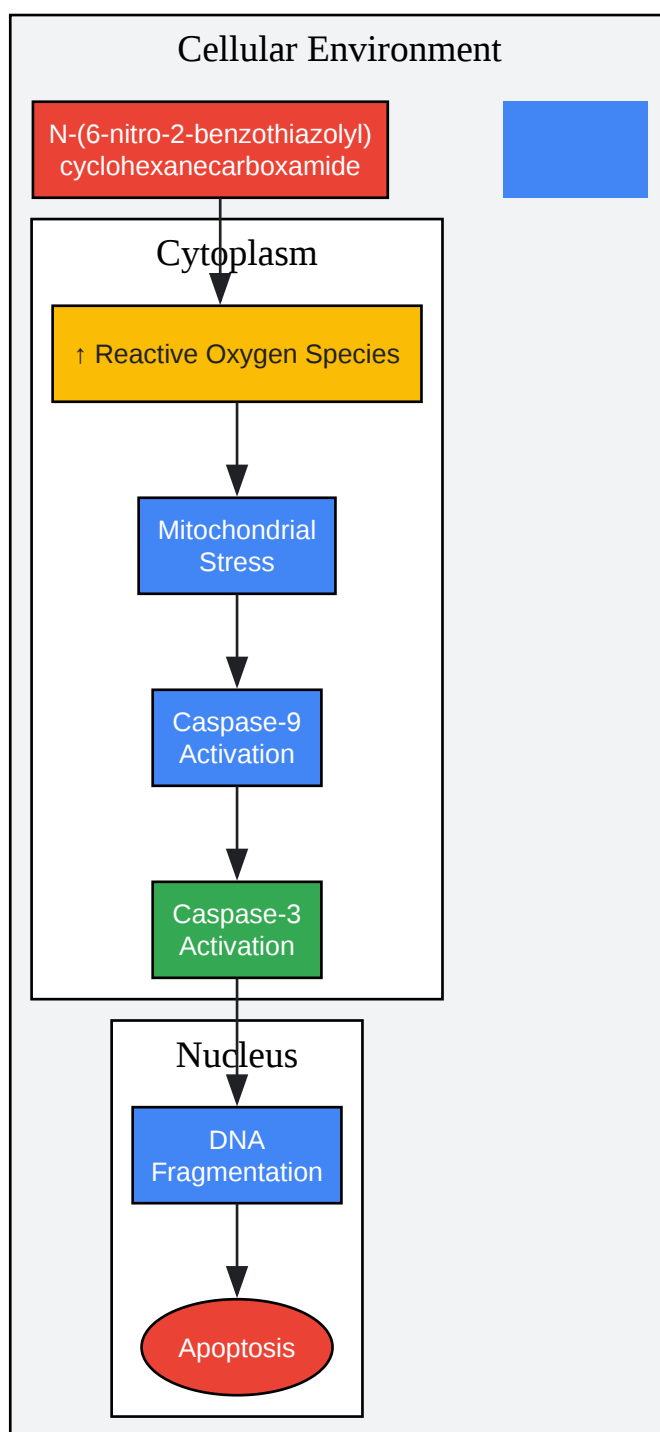 Cellular Environment
N-(6-nitro-2-benzothiazolyl)
cyclohexanecarboxamide
Cytoplasm
↑ Reactive Oxygen Species
Mitochondrial
Stress
Caspase-9
Activation
Caspase-3
Activation
Nucleus
DNA
Fragmentation
Apoptosis